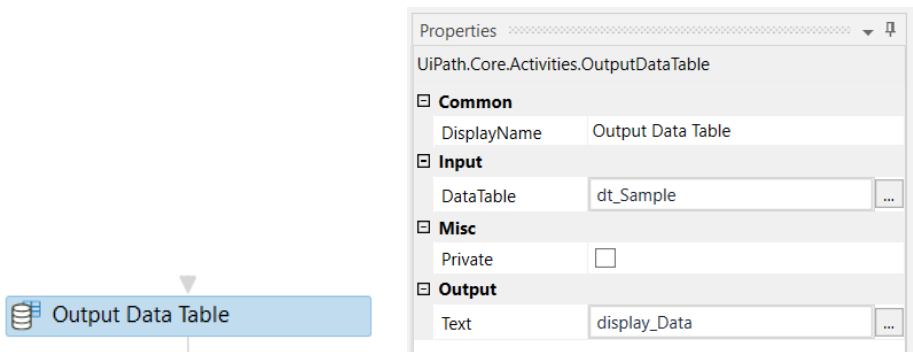 Properties
UiPath.Core.Activities.OutputDataTable
Common
DisplayName Output Data Table
Input
DataTable dt_Sample ...
Misc
Private
Output
Text display_Data ...
Output Data Table